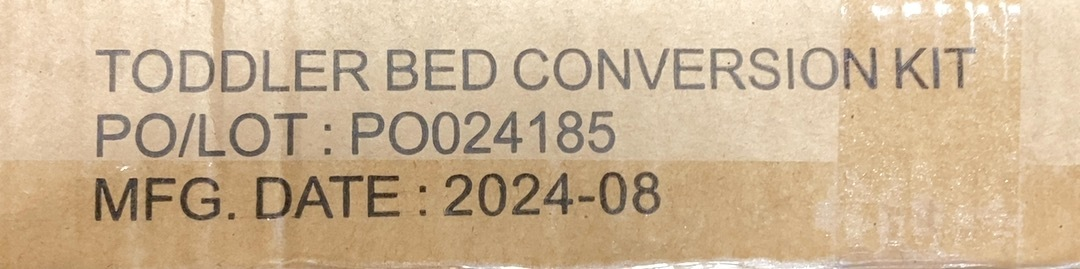 TODDLER BED CONVERSION KIT
PO/LOT : PO024185
MFG. DATE : 2024-08